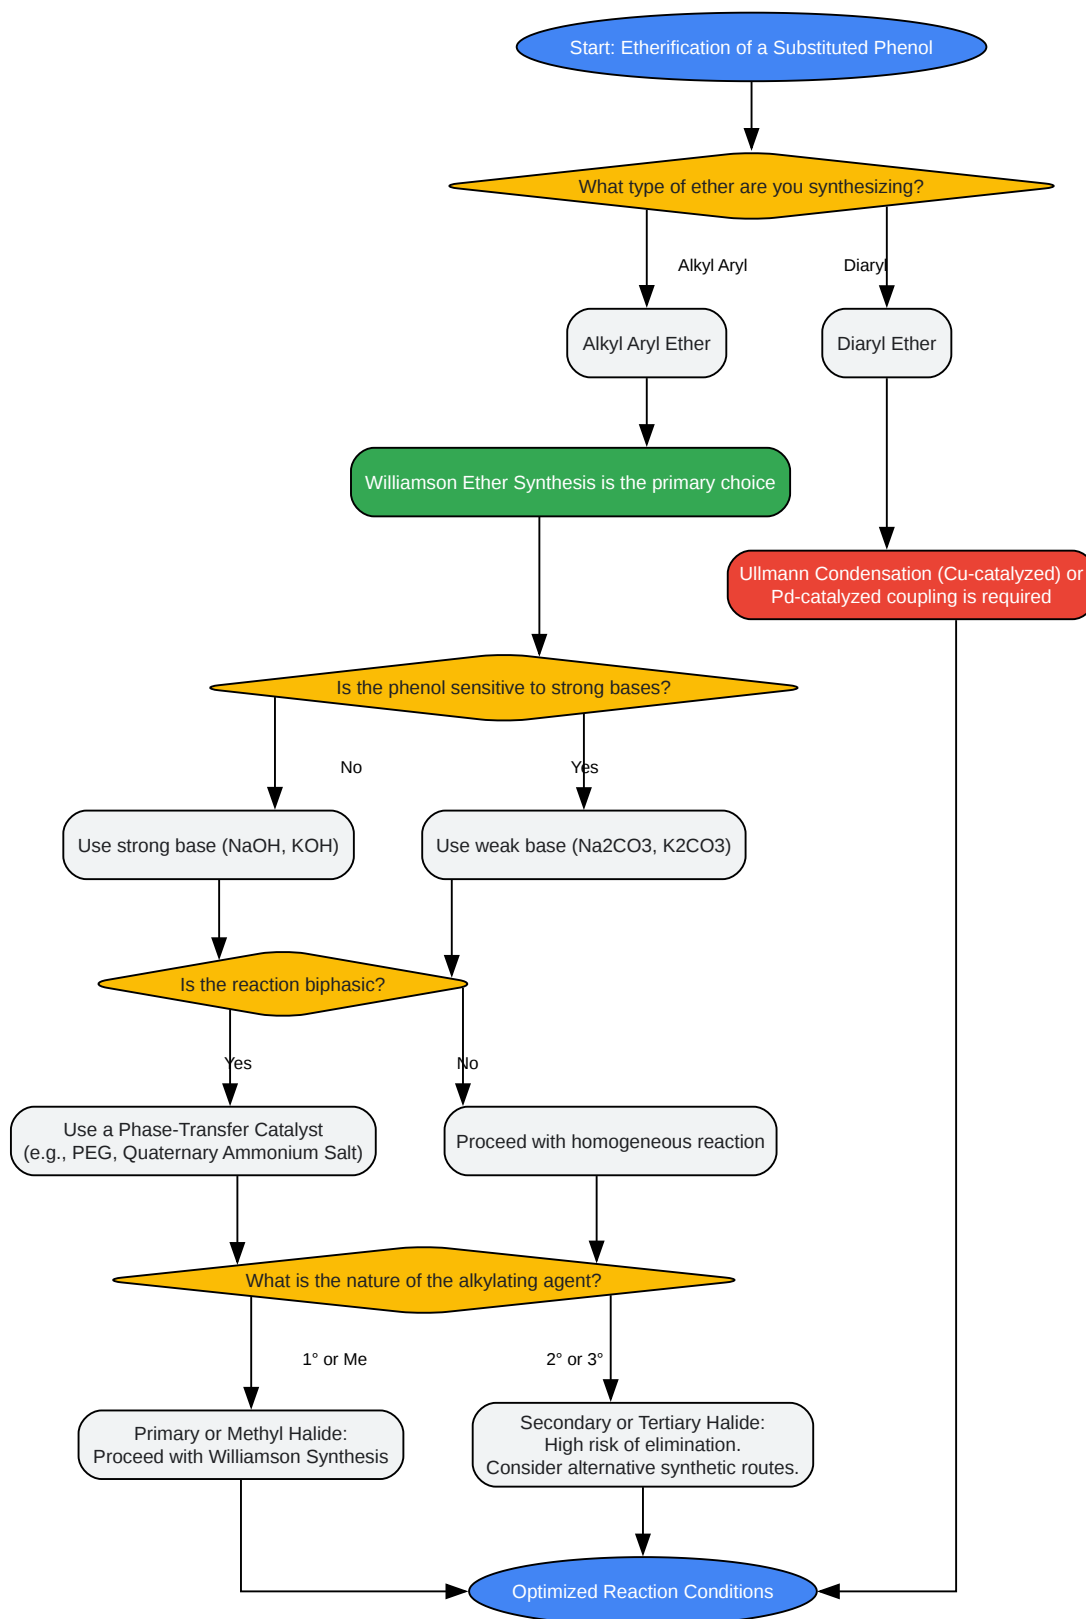 Start: Etherification of a Substituted Phenol
What type of ether are you synthesizing?
Alkyl Aryl
Diaryl
Alkyl Aryl Ether
Diaryl Ether
Williamson Ether Synthesis is the primary choice
Ullmann Condensation (Cu-catalyzed) or
Pd-catalyzed coupling is required
Is the phenol sensitive to strong bases?
No
Yes
Use strong base (NaOH, KOH)
Use weak base (Na2CO3, K2CO3)
Is the reaction biphasic?
Yes
No
Use a Phase-Transfer Catalyst
(e.g., PEG, Quaternary Ammonium Salt)
Proceed with homogeneous reaction
What is the nature of the alkylating agent?
1° or Me
2° or 3°
Primary or Methyl Halide:
Proceed with Williamson Synthesis
Secondary or Tertiary Halide:
High risk of elimination.
Consider alternative synthetic routes.
Optimized Reaction Conditions